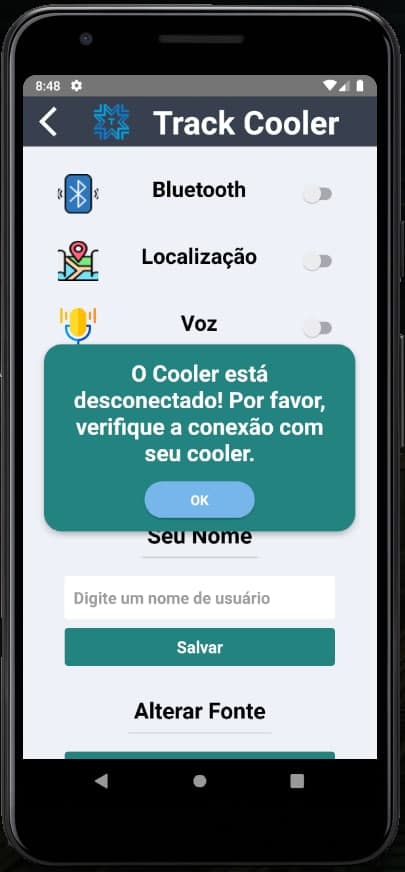 8:48
Track Cooler
Bluetooth
Localização
Voz
O Cooler está
desconectado! Por favor,
verifique a conexão com
seu cooler.
OK
Seu Nome
Digite um nome de usuário
Salvar
Alterar Fonte